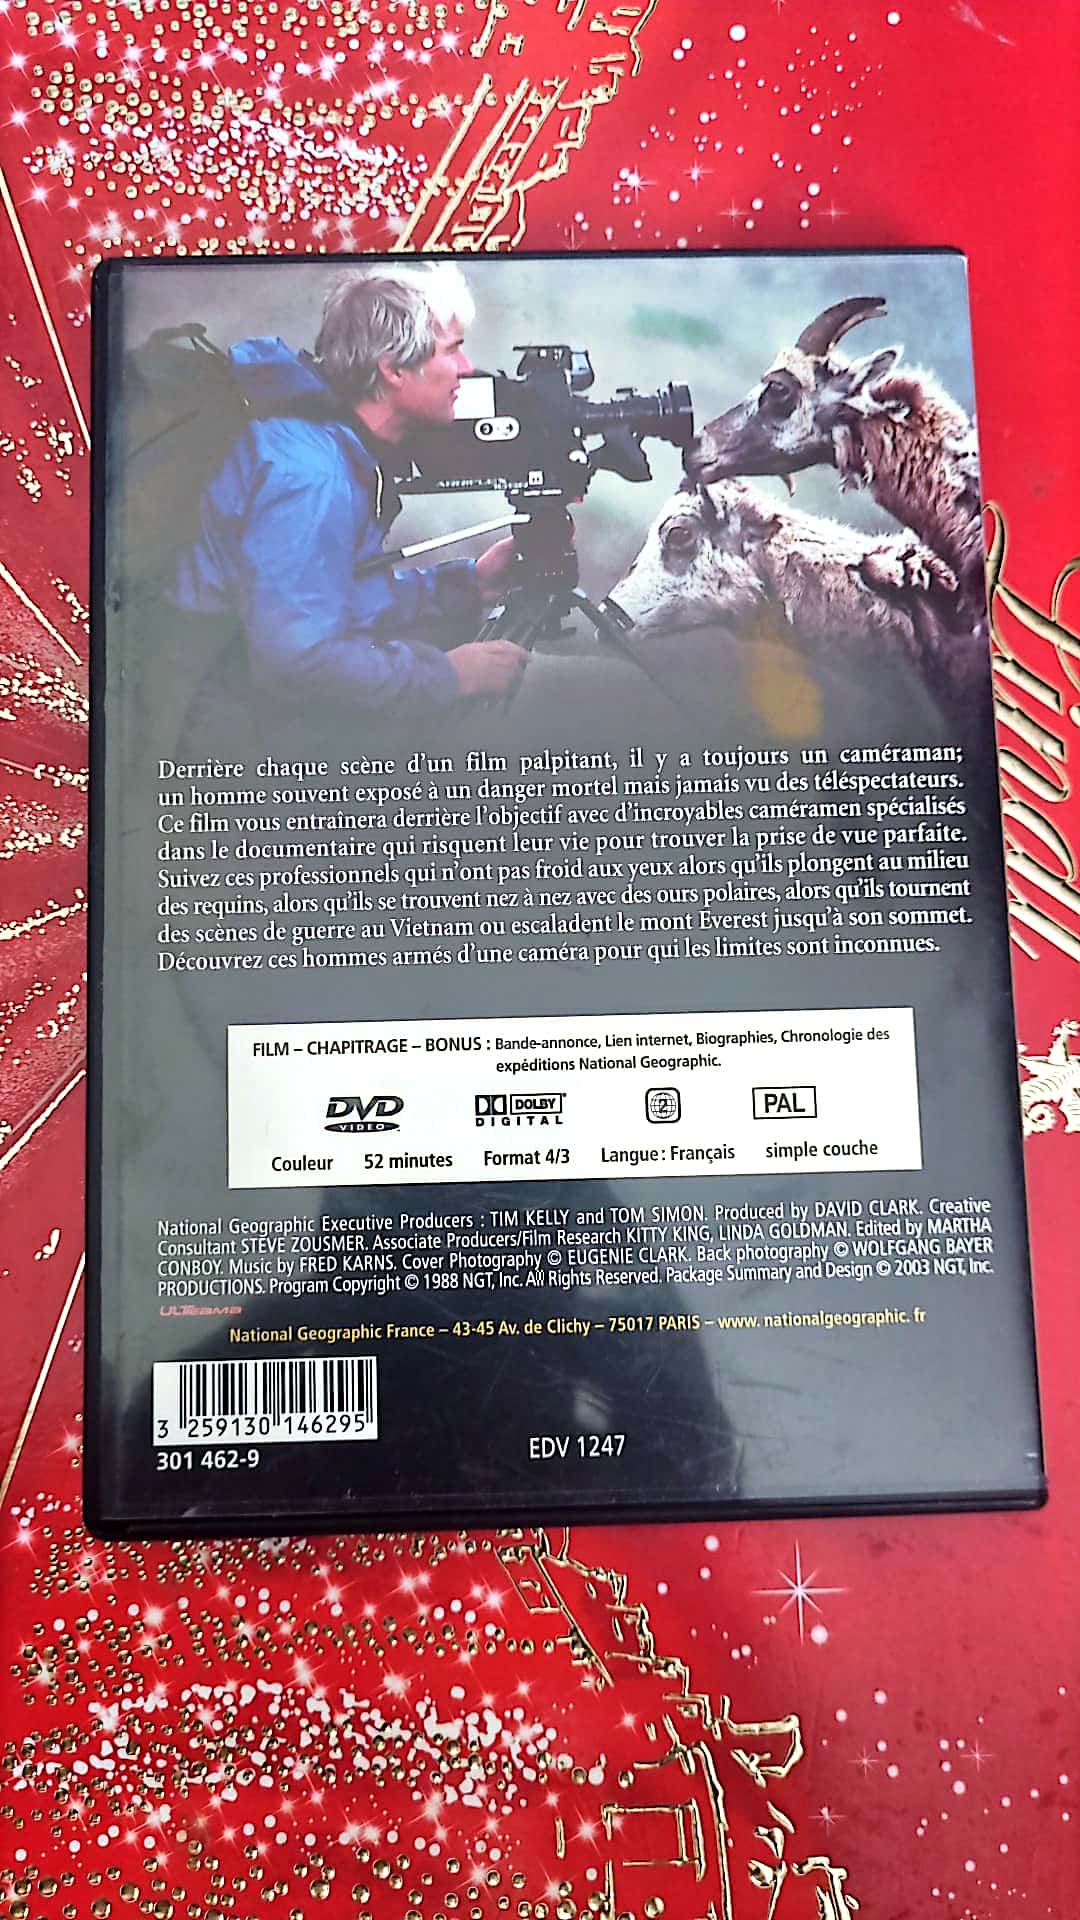 ARRIFLEX
Derrière chaque scène d'un film palpitant, il y a toujours un caméraman;
un homme souvent exposé à un danger mortel mais jamais vu des téléspectateurs.
Ce film vous entraînera derrière l'objectif avec d'incroyables caméramen spécialisés
dans le documentaire qui risquent leur vie pour trouver la prise de vue parfaite.
Suivez ces professionnels qui n'ont pas froid aux yeux alors qu'ils plongent au milieu
des requins, alors qu'ils se trouvent nez à nez avec des ours polaires, alors qu'ils tournent
des scènes de guerre au Vietnam ou escaladent le mont Everest jusqu'à son sommet.
Découvrez ces hommes armés d'une caméra pour qui les limites sont inconnues.
FILM – CHAPITRAGE – BONUS : Bande-annonce, Lien internet, Biographies, Chronologie des
expéditions National Geographic.
DVD VIDEO DOLBY DIGITAL 2 PAL
Couleur 52 minutes Format 4/3 Langue : Français simple couche
National Geographic Executive Producers : TIM KELLY and TOM SIMON. Produced by DAVID CLARK. Creative
Consultant STEVE ZOUSMER. Associate Producers/Film Research KITTY KING, LINDA GOLDMAN. Edited by MARTHA
CONBOY. Music by FRED KARNS. Cover Photography © EUGENIE CLARK. Back photography © WOLFGANG BAYER
PRODUCTIONS. Program Copyright © 1988 NGT, Inc. All Rights Reserved. Package Summary and Design © 2003 NGT, Inc.
National Geographic France – 43-45 Av. de Clichy – 75017 PARIS – www. nationalgeographic. fr
3 259130 146295
301 462-9
EDV 1247